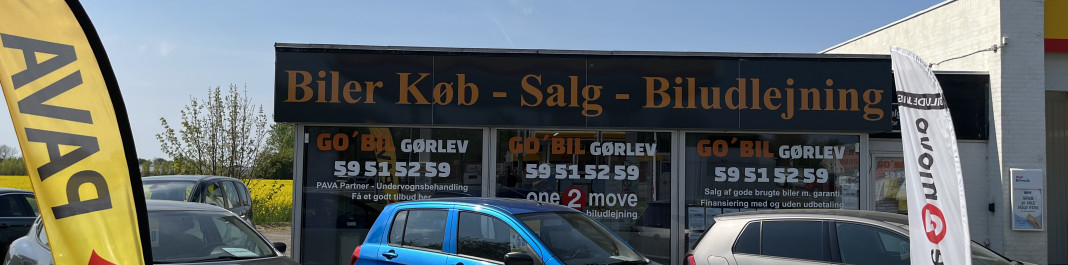 PAVA
Biler Køb - Salg - Biludlejning
GO´BIL GØRLEV
59 51 52 59
PAVA Partner - Undervognsbehandling
Få et godt tilbud her
GO´BIL GØRLEV
59 51 52 59
one 2 move
biludlejning
GO´BIL GØRLEV
59 51 52 59
Salg af gode brugte biler m. garanti
Finansiering med og uden udbetaling
GO´B